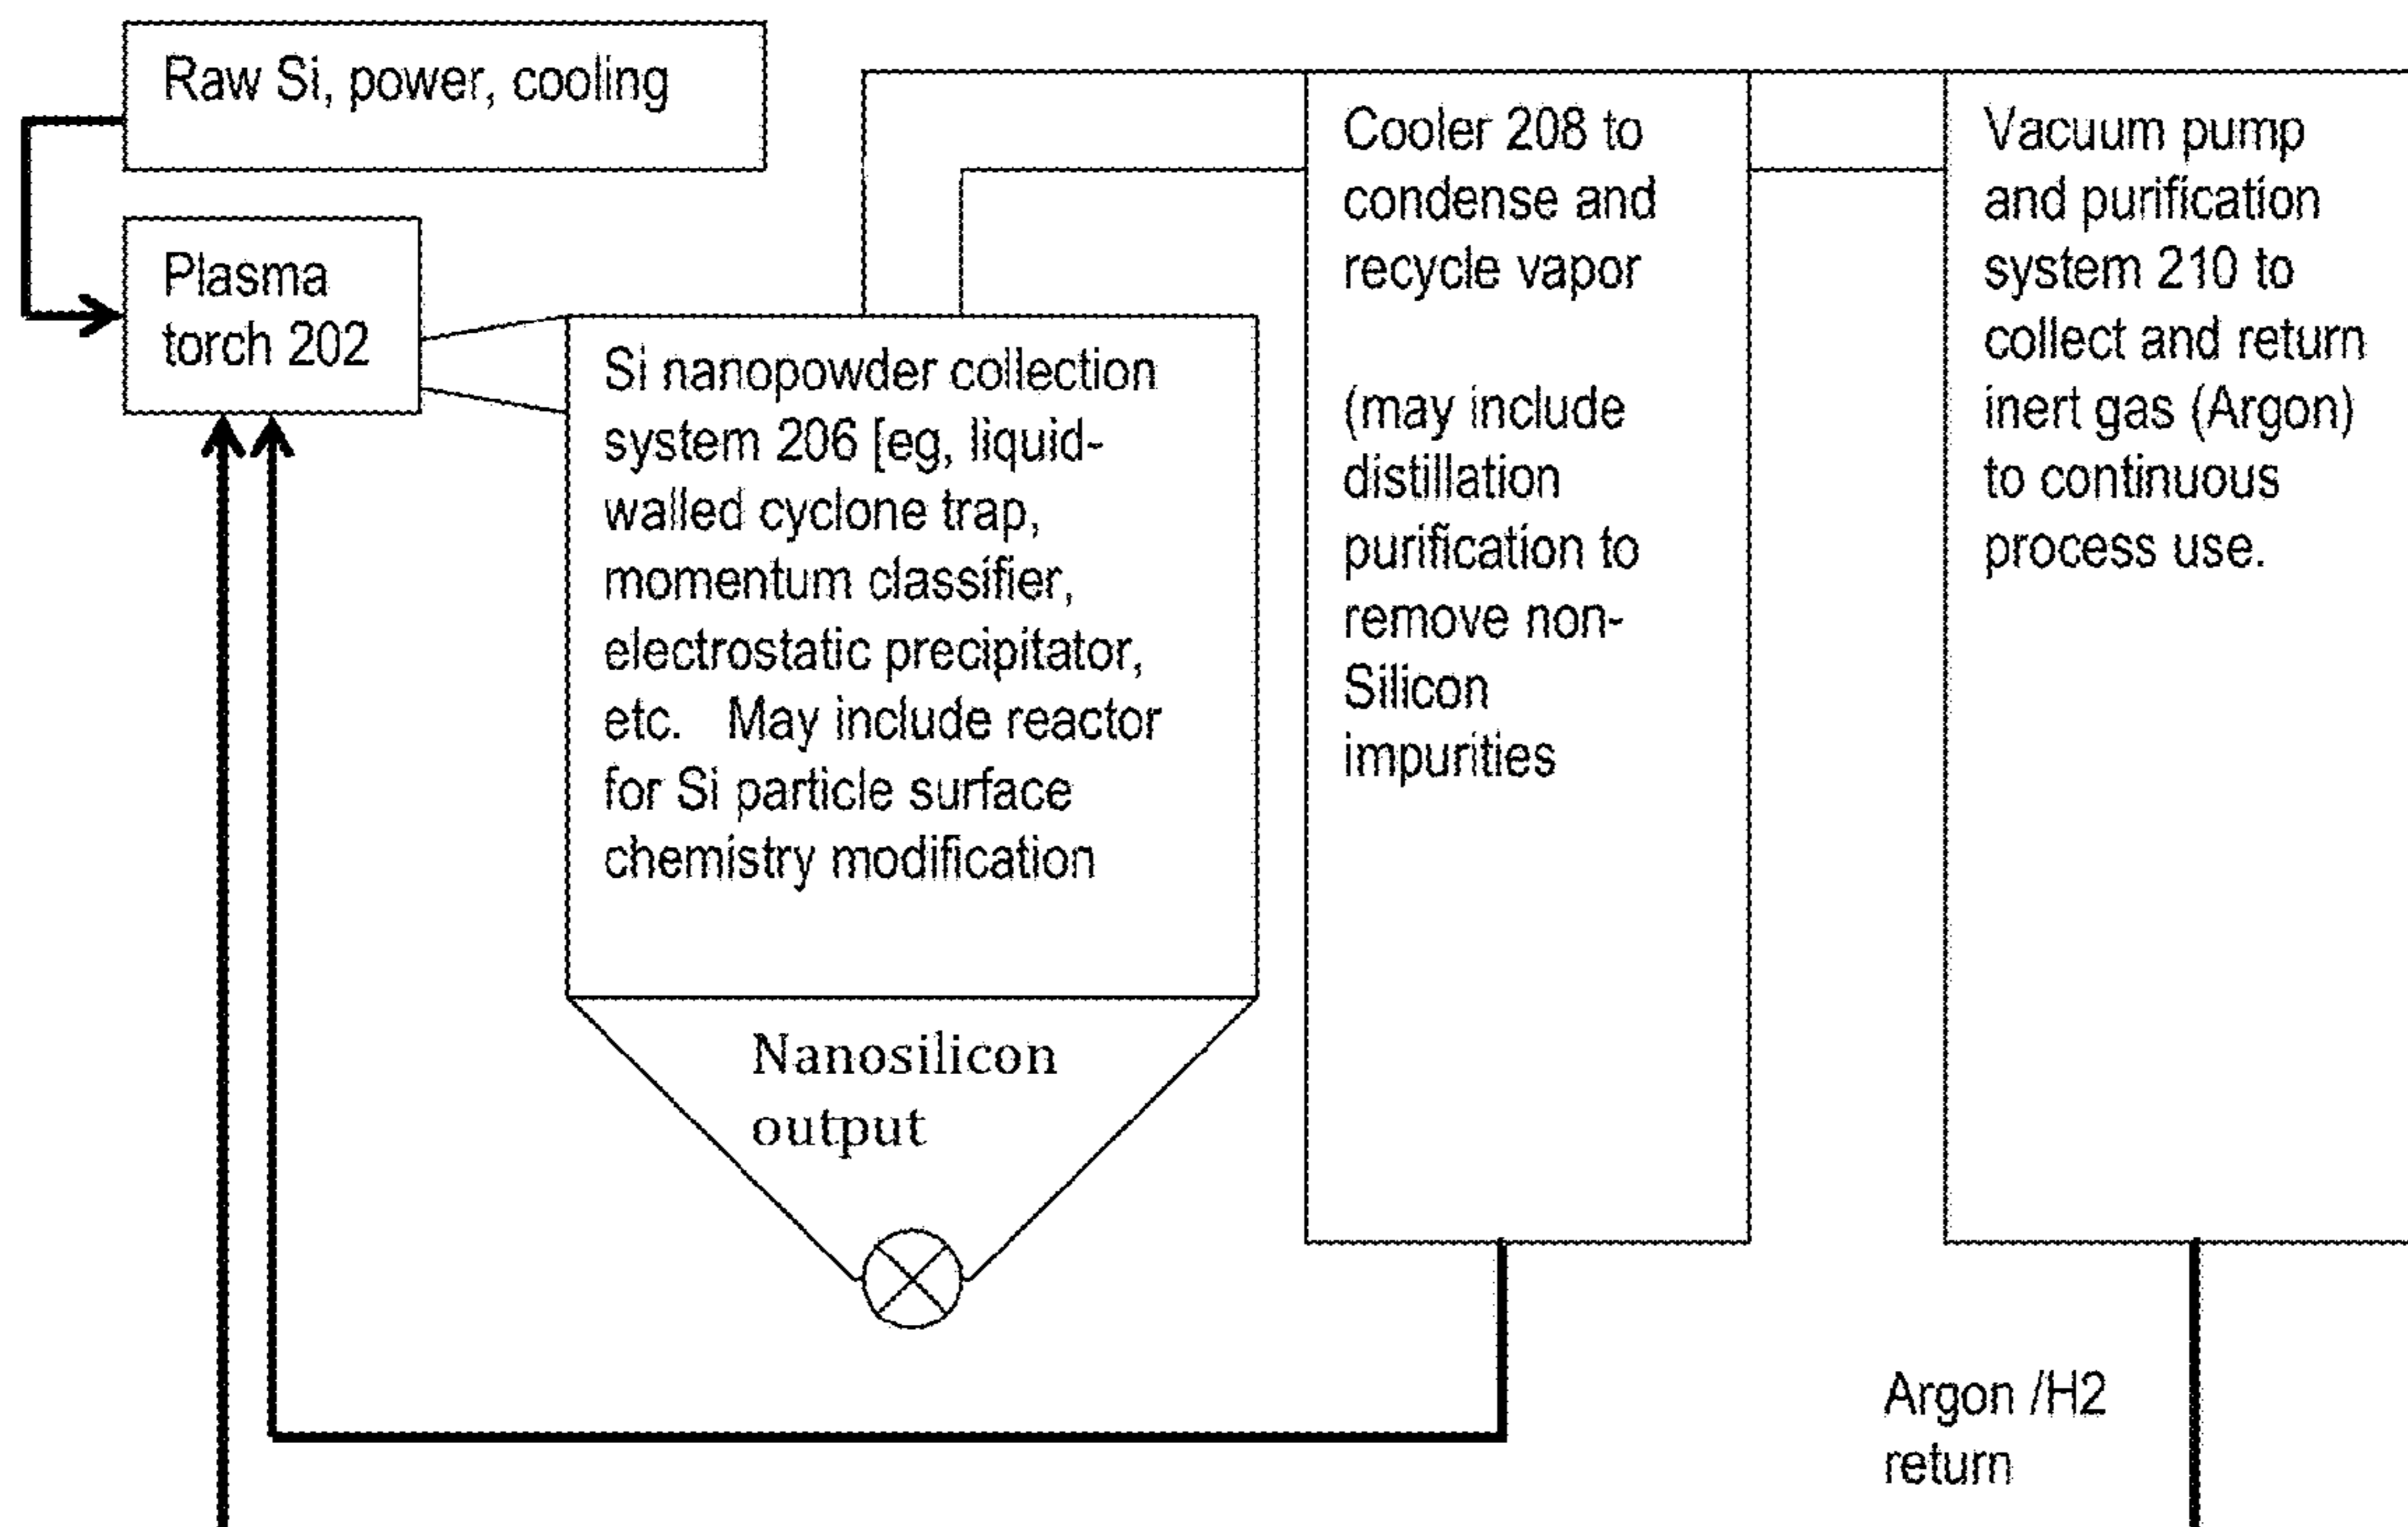 Raw Si, power, cooling
Plasma
torch 202
Si nanopowder collection
system 206 [eg, liquid-
walled cyclone trap,
momentum classifier,
electrostatic precipitator,
etc.   May include reactor
for Si particle surface
chemistry modification
Nanosilicon
output
Cooler 208 to
condense and
recycle vapor
(may include
distillation
purification to
remove non-
Silicon
impurities
Vacuum pump
and purification
system 210 to
collect and return
inert gas (Argon)
to continuous
process use.
Argon /H2
return